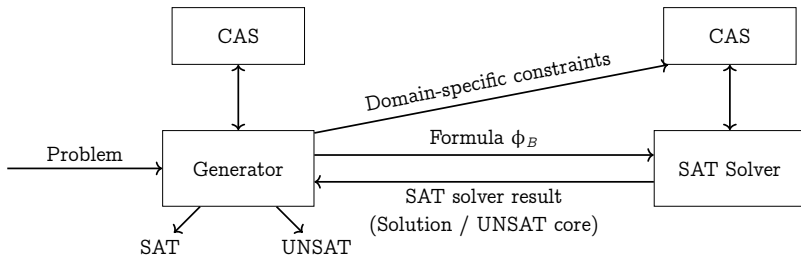 CAS
CAS
Domain-specific constraints
Problem
Generator
Formula ϕ_B
SAT Solver
SAT solver result
(Solution / UNSAT core)
SAT
UNSAT